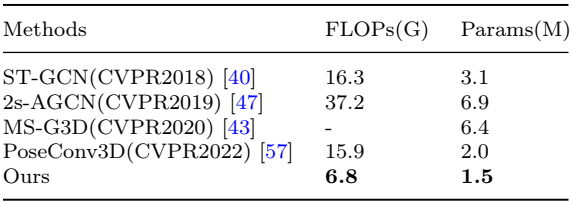 Methods FLOPs(G) Params(M)
ST-GCN(CVPR2018) [40] 16.3 3.1
2s-AGCN(CVPR2019) [47] 37.2 6.9
MS-G3D(CVPR2020) [43] - 6.4
PoseConv3D(CVPR2022) [57] 15.9 2.0
Ours 6.8 1.5